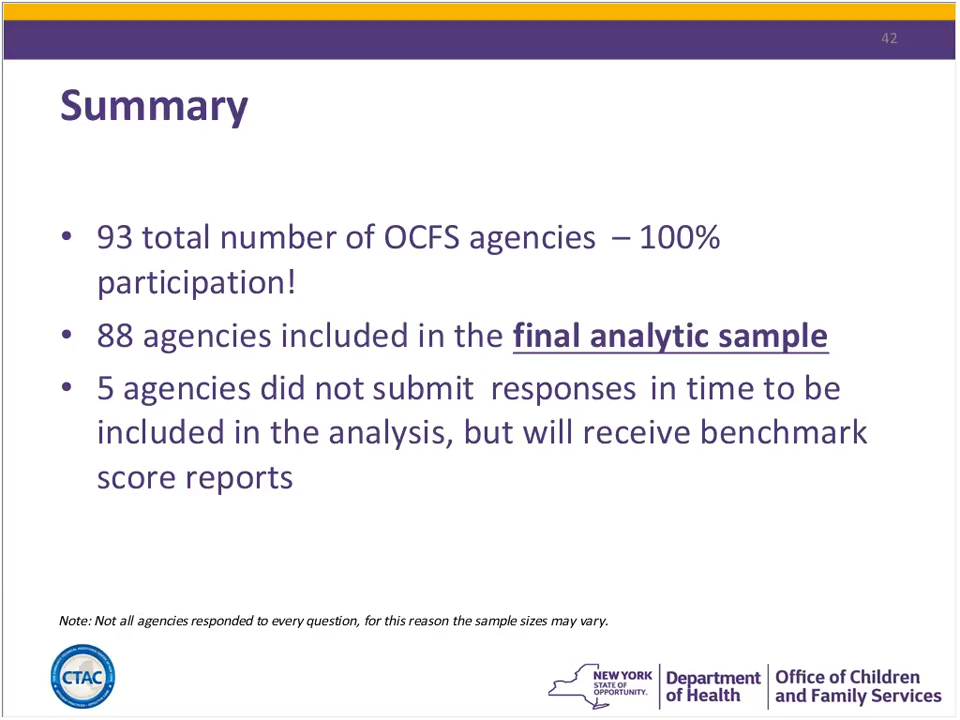 42
Summary
• 93 total number of OCFS agencies – 100%
participation!
• 88 agencies included in the final analytic sample
• 5 agencies did not submit responses in time to be
included in the analysis, but will receive benchmark
score reports
Note: Not all agencies responded to every question, for this reason the sample sizes may vary.
CTAC
NEW YORK
STATE OF
OPPORTUNITY.
Department
of Health
Office of Children
and Family Services